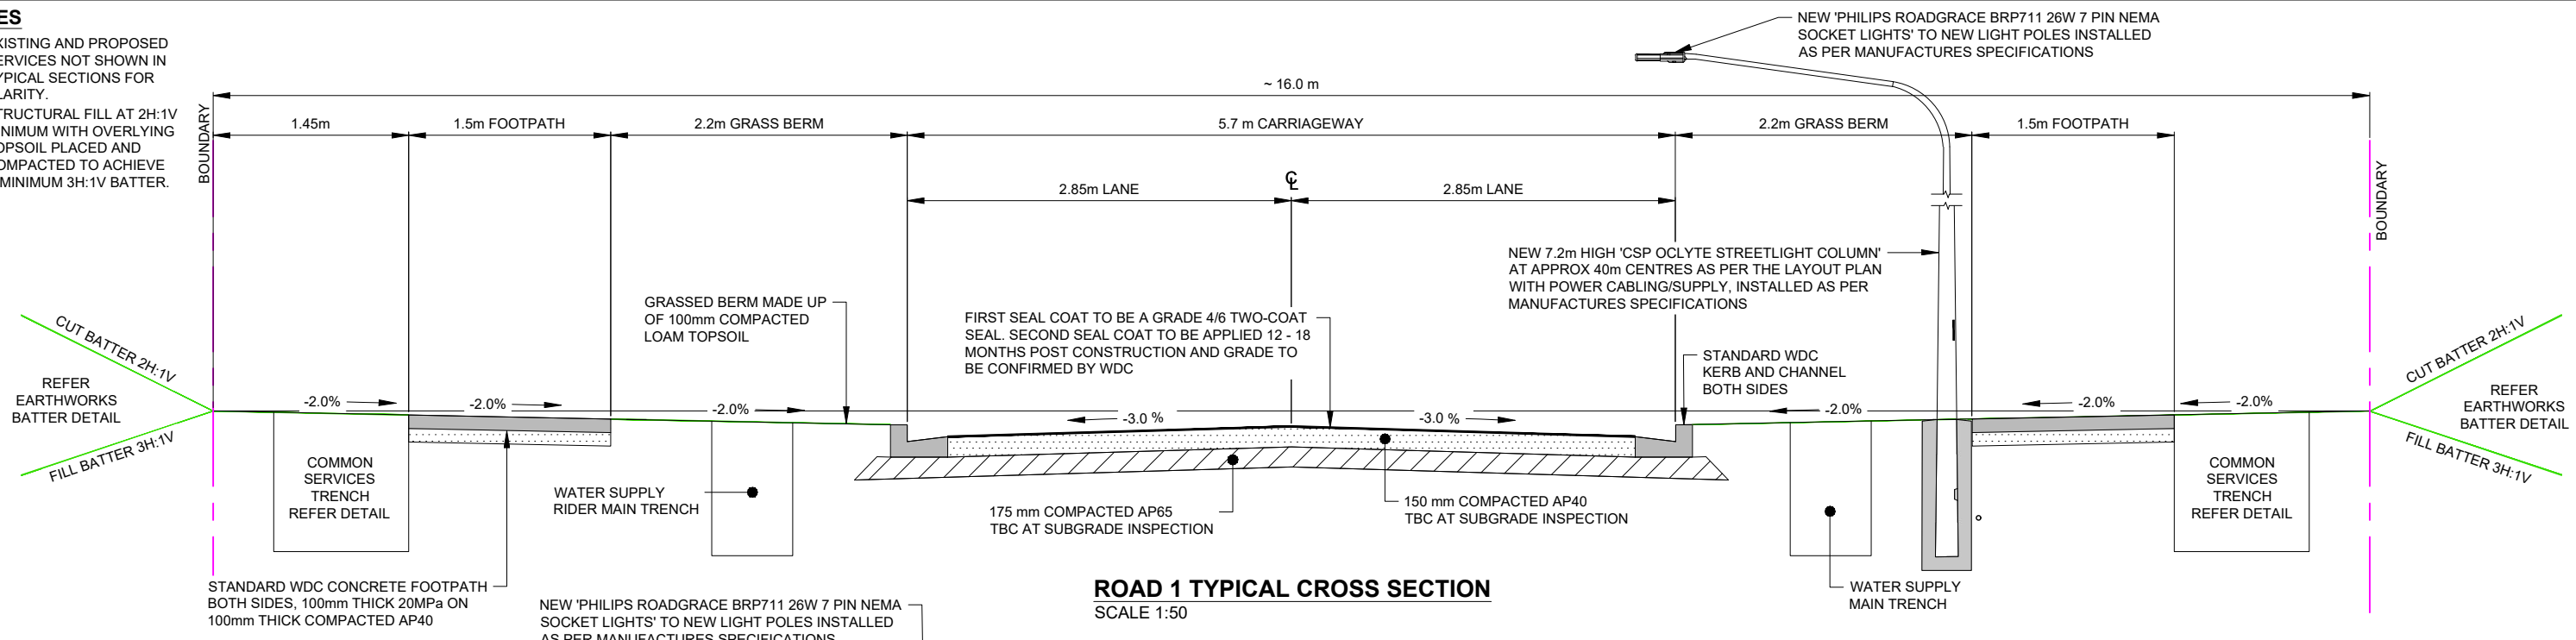 ES
XISTING AND PROPOSED
ERVICES NOT SHOWN IN
YPICAL SECTIONS FOR
LARITY.
TRUCTURAL FILL AT 2H:1V
INIMUM WITH OVERLYING
OPSOIL PLACED AND
OMPACTED TO ACHIEVE
MINIMUM 3H:1V BATTER.
NEW 'PHILIPS ROADGRACE BRP711 26W 7 PIN NEMA
SOCKET LIGHTS' TO NEW LIGHT POLES INSTALLED
AS PER MANUFACTURES SPECIFICATIONS
~ 16.0 m
BOUNDARY
1.45m
1.5m FOOTPATH
2.2m GRASS BERM
5.7 m CARRIAGEWAY
2.2m GRASS BERM
1.5m FOOTPATH
BOUNDARY
2.85m LANE
℄
2.85m LANE
NEW 7.2m HIGH 'CSP OCLYTE STREETLIGHT COLUMN'
AT APPROX 40m CENTRES AS PER THE LAYOUT PLAN
WITH POWER CABLING/SUPPLY, INSTALLED AS PER
MANUFACTURES SPECIFICATIONS
GRASSED BERM MADE UP
OF 100mm COMPACTED
LOAM TOPSOIL
FIRST SEAL COAT TO BE A GRADE 4/6 TWO-COAT
SEAL. SECOND SEAL COAT TO BE APPLIED 12 - 18
MONTHS POST CONSTRUCTION AND GRADE TO
BE CONFIRMED BY WDC
STANDARD WDC
KERB AND CHANNEL
BOTH SIDES
CUT BATTER 2H:1V
REFER
EARTHWORKS
BATTER DETAIL
FILL BATTER 3H:1V
-2.0%
-2.0%
-2.0%
-3.0 %
-3.0 %
-2.0%
-2.0%
-2.0%
CUT BATTER 2H:1V
REFER
EARTHWORKS
BATTER DETAIL
FILL BATTER 3H:1V
COMMON
SERVICES
TRENCH
REFER DETAIL
WATER SUPPLY
RIDER MAIN TRENCH
175 mm COMPACTED AP65
TBC AT SUBGRADE INSPECTION
150 mm COMPACTED AP40
TBC AT SUBGRADE INSPECTION
COMMON
SERVICES
TRENCH
REFER DETAIL
STANDARD WDC CONCRETE FOOTPATH
BOTH SIDES, 100mm THICK 20MPa ON
100mm THICK COMPACTED AP40
WATER SUPPLY
MAIN TRENCH
ROAD 1 TYPICAL CROSS SECTION
SCALE 1:50
NEW 'PHILIPS ROADGRACE BRP711 26W 7 PIN NEMA
SOCKET LIGHTS' TO NEW LIGHT POLES INSTALLED
AS PER MANUFACTURES SPECIFICATIONS